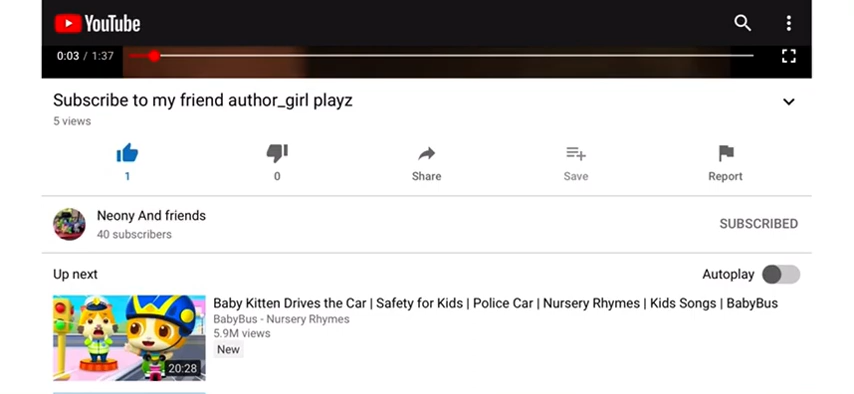 YouTube
0:03 / 1:37
Subscribe to my friend author_girl playz
5 views
1
0
Share
Save
Report
Neony And friends
40 subscribers
SUBSCRIBED
Up next
Autoplay
Baby Kitten Drives the Car | Safety for Kids | Police Car | Nursery Rhymes | Kids Songs | BabyBus
BabyBus - Nursery Rhymes
5.9M views
New
20:28